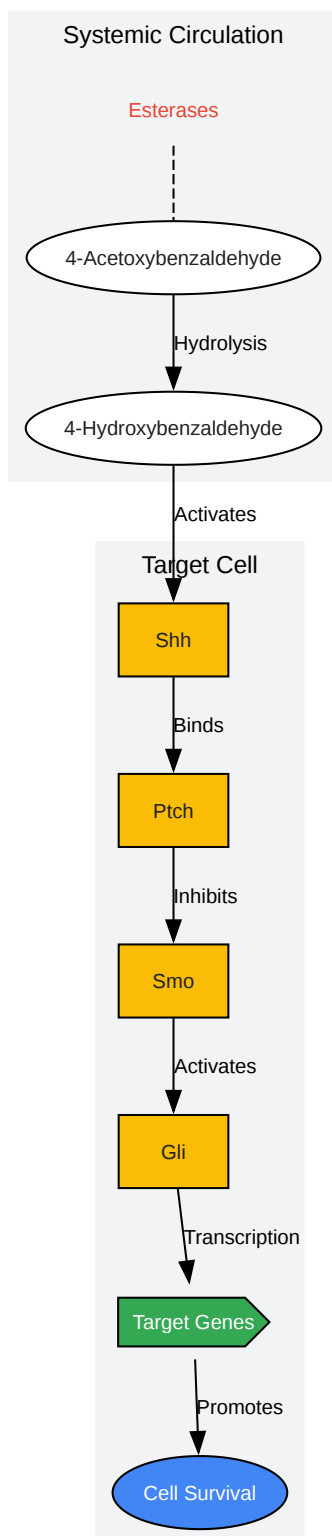 Systemic Circulation
Esterases
4-Acetoxybenzaldehyde
Hydrolysis
4-Hydroxybenzaldehyde
Activates
Target Cell
Shh
Binds
Ptch
Inhibits
Smo
Activates
Gli
Transcription
Target Genes
Promotes
Cell Survival